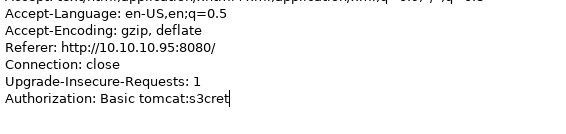 Accept-Language: en-US,en;q=0.5
Accept-Encoding: gzip, deflate
Referer: http://10.10.10.95:8080/
Connection: close
Upgrade-Insecure-Requests: 1
Authorization: Basic tomcat:s3cret